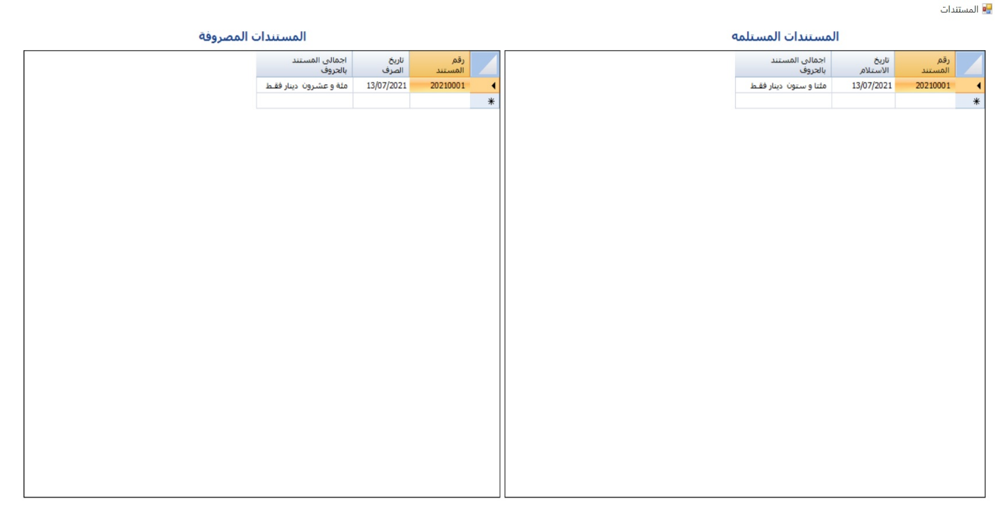 المستندات
المستندات المستلمه
رقم المستند تاريخ الاستلام اجمالى المستند بالحروف
20210001 13/07/2021 مئتا و ستون دينار فقط
المستندات المصروفة
رقم المستند تاريخ الصرف اجمالى المستند بالحروف
20210001 13/07/2021 مئة و عشرون دينار فقط